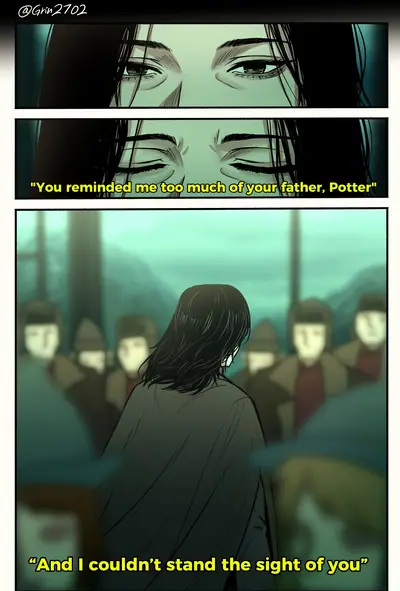 @Grin2702
"You reminded me too much of your father, Potter"
“And I couldn’t stand the sight of you”